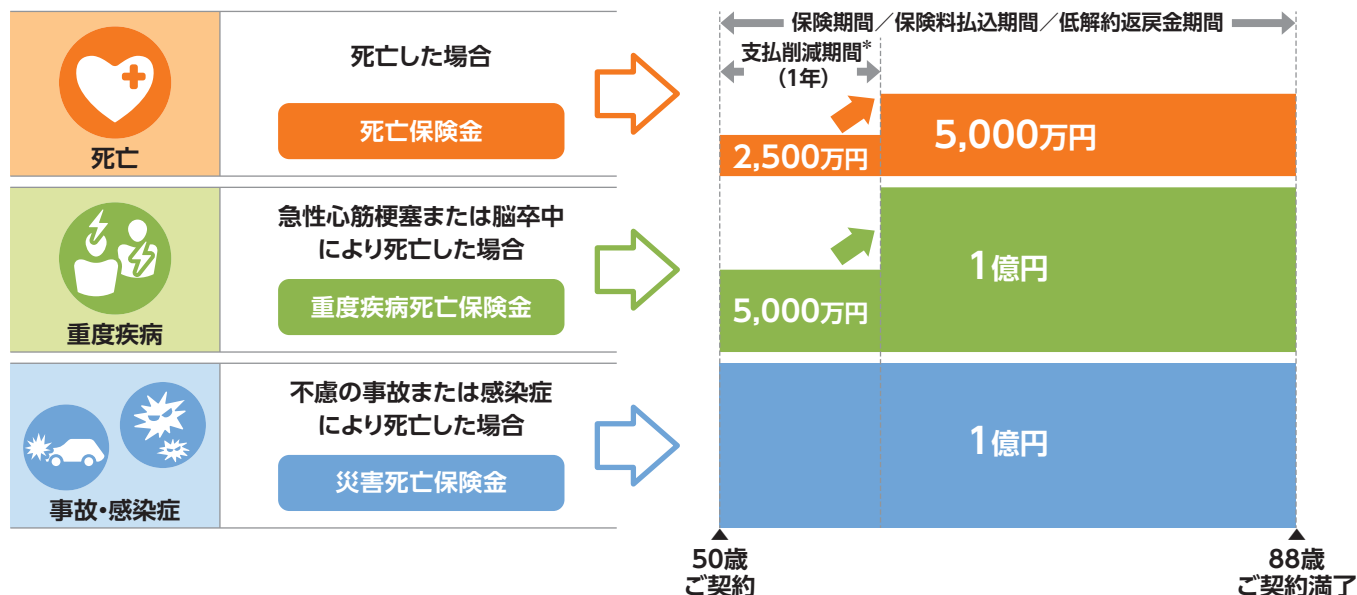 保険期間／保険料払込期間／低解約返戻金期間
支払削減期間*
（1年）
死亡
死亡した場合
死亡保険金
2,500万円
5,000万円
重度疾病
急性心筋梗塞または脳卒中
により死亡した場合
重度疾病死亡保険金
5,000万円
1億円
事故・感染症
不慮の事故または感染症
により死亡した場合
災害死亡保険金
1億円
50歳
ご契約
88歳
ご契約満了